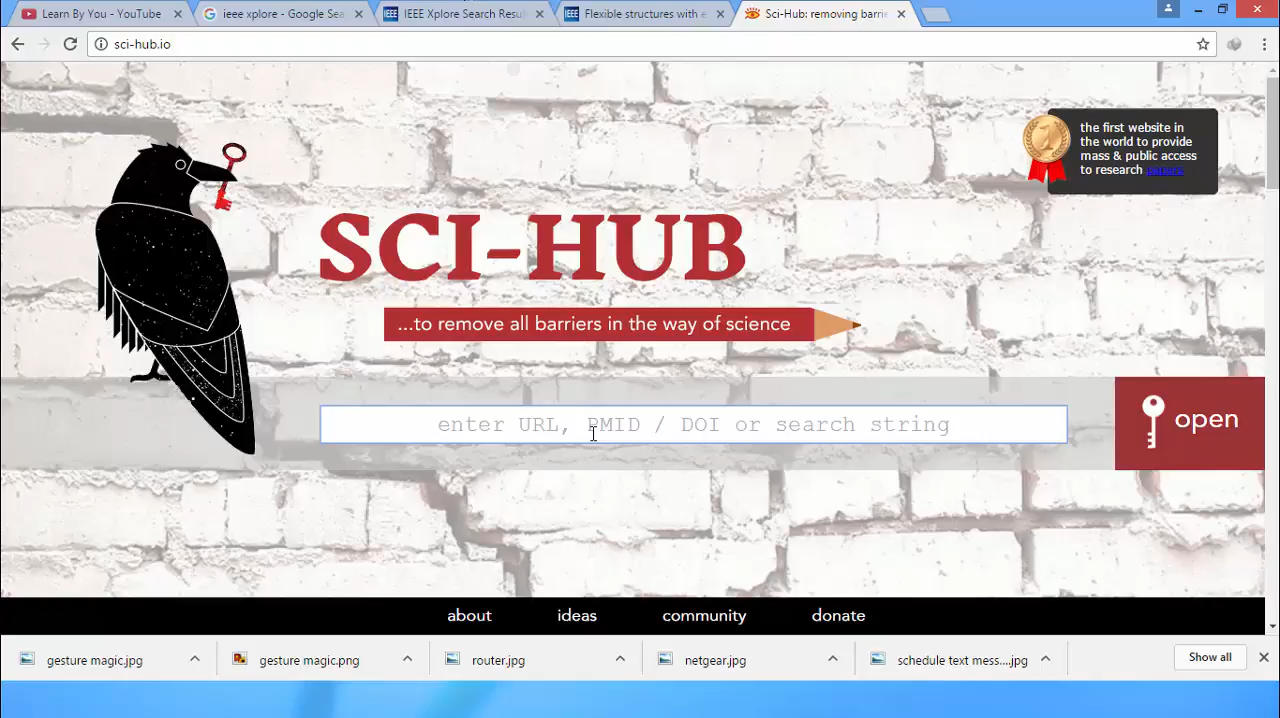 Learn By You - YouTube
ieee xplore - Google Sea
IEEE Xplore Search Resu
Flexible structures with e
Sci-Hub: removing barrie
sci-hub.io
the first website in
the world to provide
mass & public access
to research papers
SCI-HUB
...to remove all barriers in the way of science
enter URL, PMID / DOI or search string
open
about
ideas
community
donate
gesture magic.jpg
gesture magic.png
router.jpg
netgear.jpg
schedule text mess....jpg
Show all